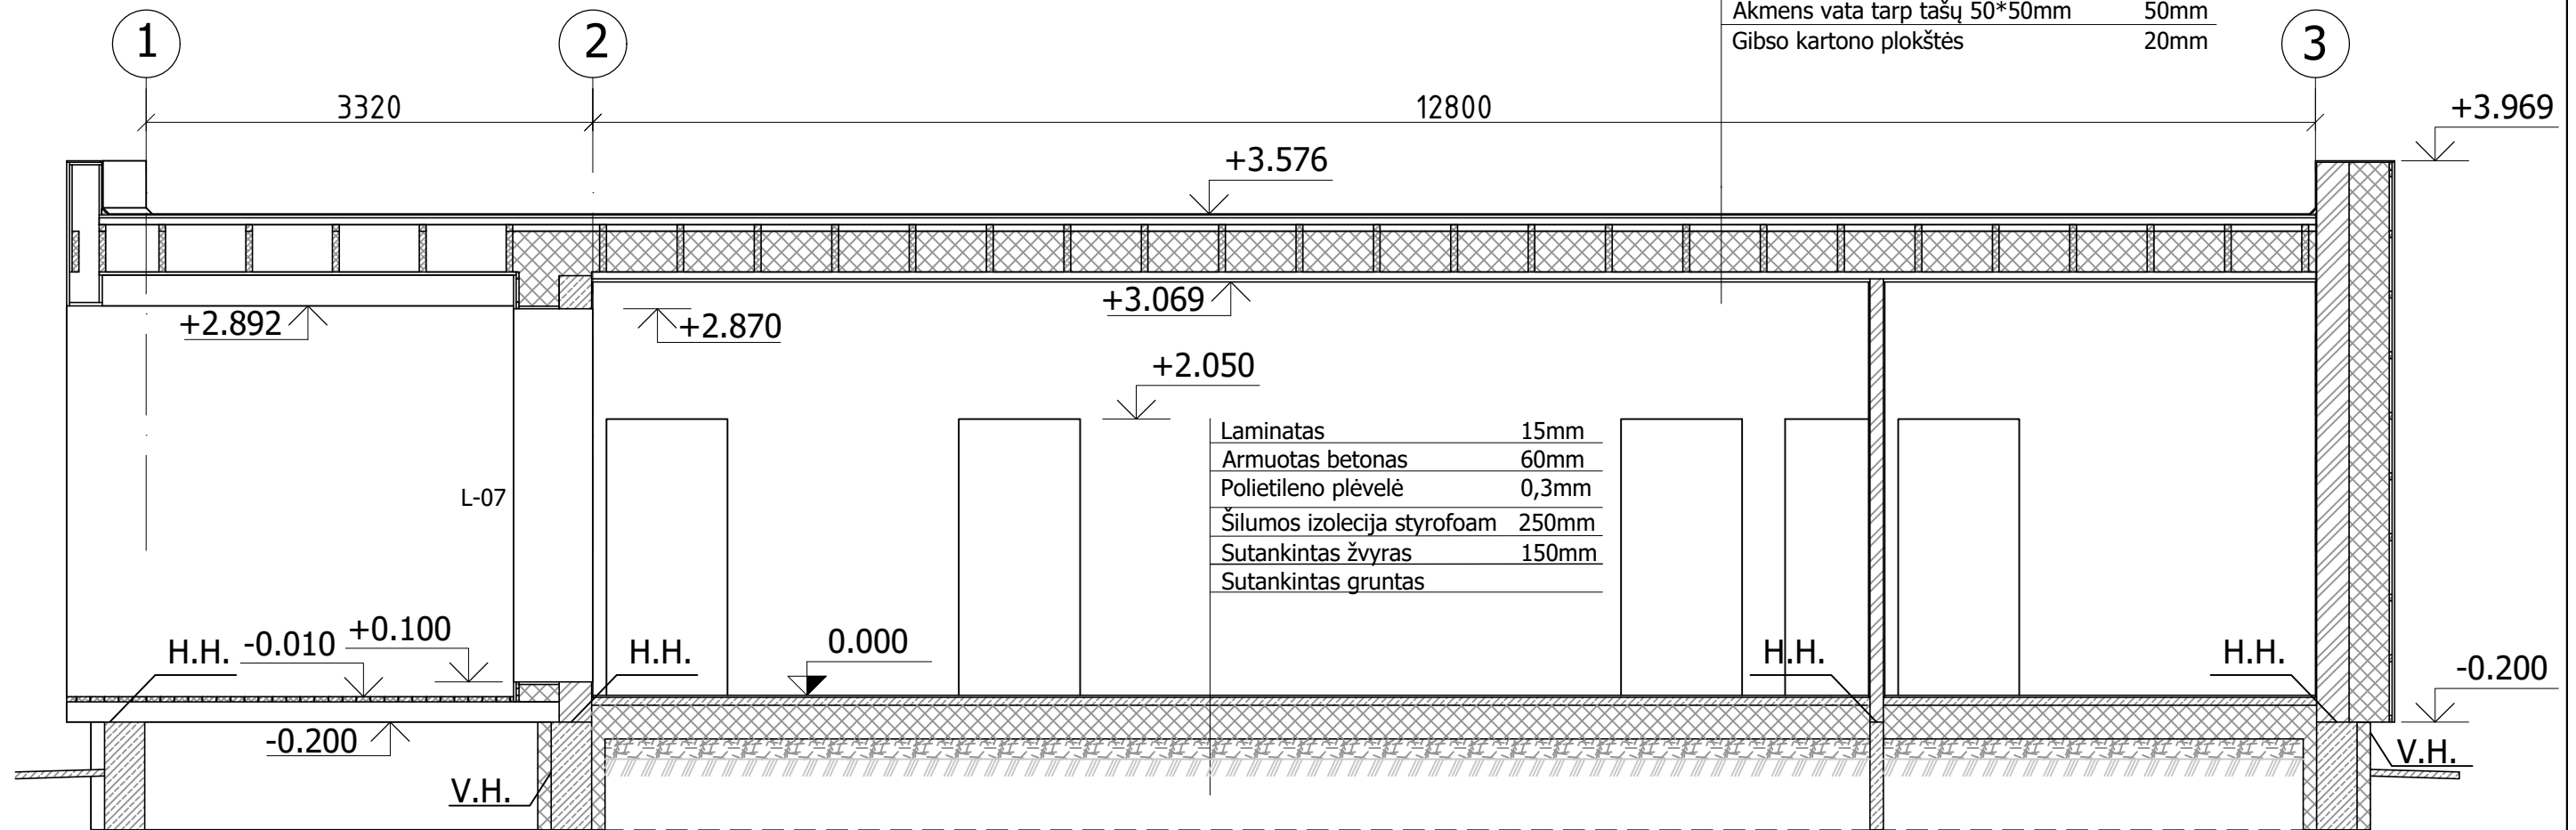 Akmens vata tarp tašų 50*50mm 50mm
Gibso kartono plokštės 20mm
1
2
3
3320
12800
+3.969
+3.576
+2.892
+2.870
+3.069
+2.050
Laminatas 15mm
Armuotas betonas 60mm
Polietileno plėvelė 0,3mm
Šilumos izolecija styrofoam 250mm
Sutankintas žvyras 150mm
Sutankintas gruntas
L-07
H.H.
-0.010
+0.100
H.H.
0.000
H.H.
H.H.
-0.200
-0.200
V.H.
V.H.